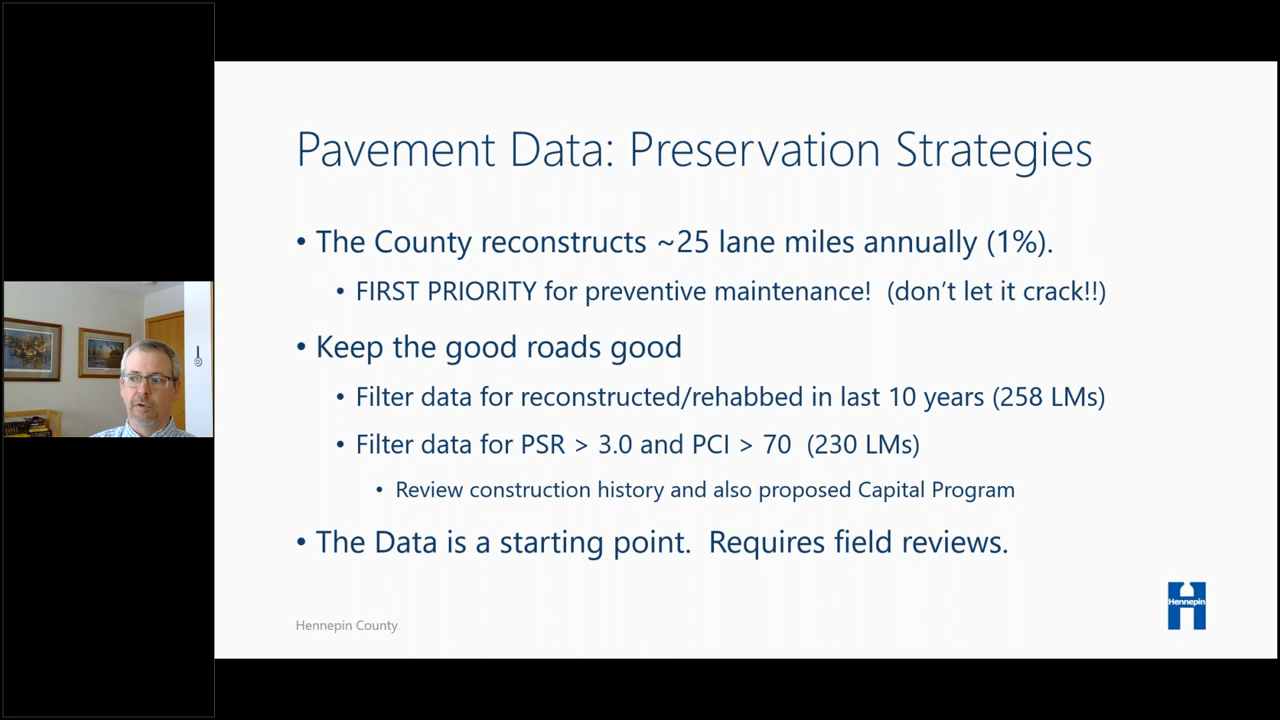 Pavement Data: Preservation Strategies
• The County reconstructs ~25 lane miles annually (1%).
• FIRST PRIORITY for preventive maintenance!  (don’t let it crack!!)
• Keep the good roads good
• Filter data for reconstructed/rehabbed in last 10 years (258 LMs)
• Filter data for PSR > 3.0 and PCI > 70  (230 LMs)
• Review construction history and also proposed Capital Program
• The Data is a starting point.  Requires field reviews.
Hennepin County
Hennepin